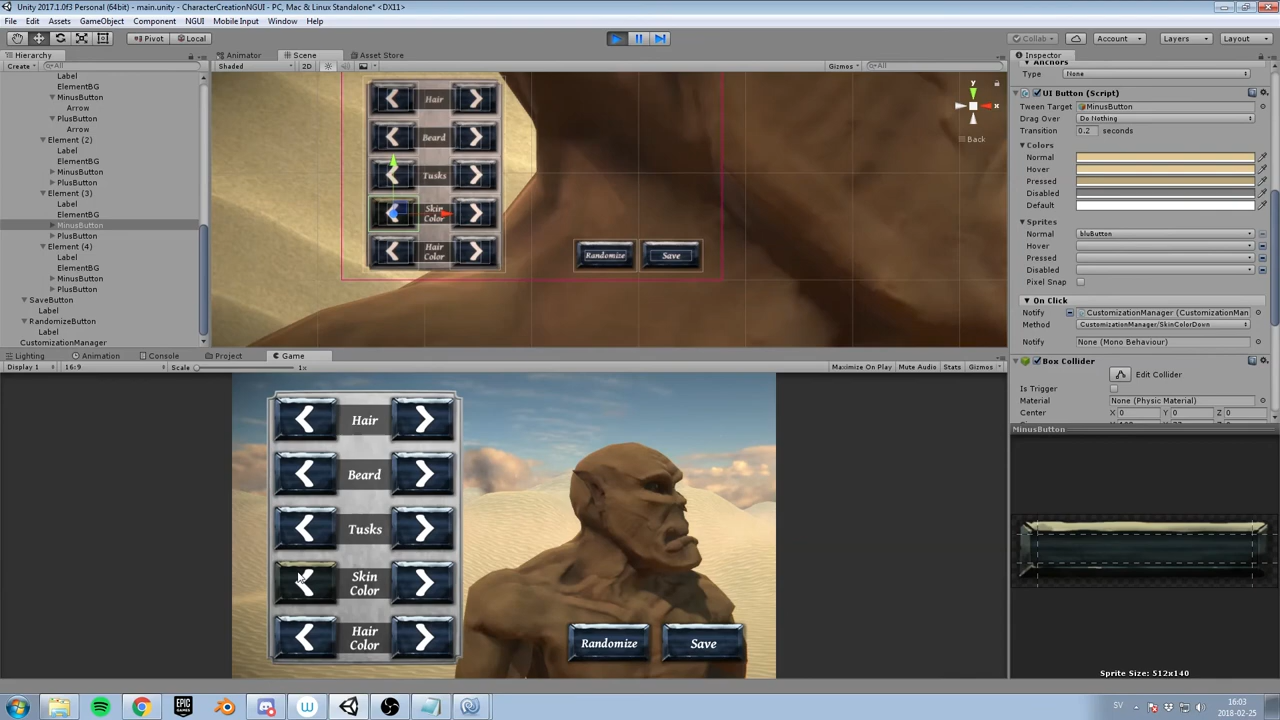 Unity 2017.1.0f3 Personal (64bit) - main.unity - CharacterCreationNGUI - PC, Mac & Linux Standalone* <DX11>
File Edit Assets GameObject Component NGUI Mobile Input Window Help
Pivot Local Collab Account Layers Layout
Hierarchy
Create All
Label
ElementBG
MinusButton
Arrow
PlusButton
Arrow
Element (2)
Label
ElementBG
MinusButton
PlusButton
Element (3)
Label
ElementBG
MinusButton
PlusButton
Element (4)
Label
ElementBG
MinusButton
PlusButton
SaveButton
Label
RandomizeButton
Label
CustomizationManager
Animator Scene Asset Store
Shaded 2D Gizmos All
Hair
Beard
Tusks
Skin
Color
Hair
Color
Randomize Save
y
x
Back
Lighting Animation Console Project Game
Display 1 16:9 Scale 1x Maximize On Play Mute Audio Stats Gizmos
Hair
Beard
Tusks
Skin
Color
Hair
Color
Randomize Save
Inspector
Anchors
Type None
UI Button (Script)
Tween Target MinusButton
Drag Over Do Nothing
Transition 0.2 seconds
Colors
Normal
Hover
Pressed
Disabled
Default
Sprites
Normal bluButton
Hover
Pressed
Disabled
Pixel Snap
On Click
Notify CustomizationManager (CustomizationMan
Method CustomizationManager/SkinColorDown
Notify None (Mono Behaviour)
Box Collider
Edit Collider
Is Trigger
Material None (Physic Material)
Center X 0 Y 0 Z 0
MinusButton
Sprite Size: 512x140
EPIC
GAMES
SV 16:03
2018-02-25